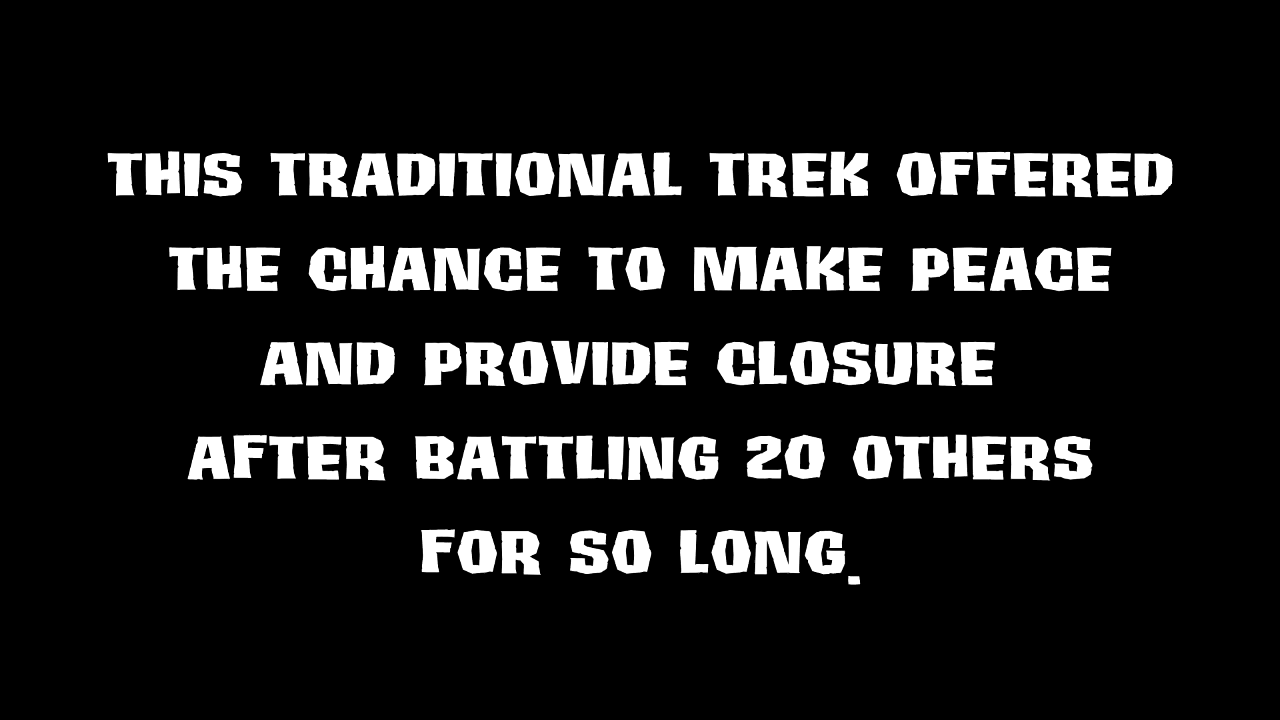 THIS TRADITIONAL TREK OFFERED
THE CHANCE TO MAKE PEACE
AND PROVIDE CLOSURE
AFTER BATTLING 20 OTHERS
FOR SO LONG.